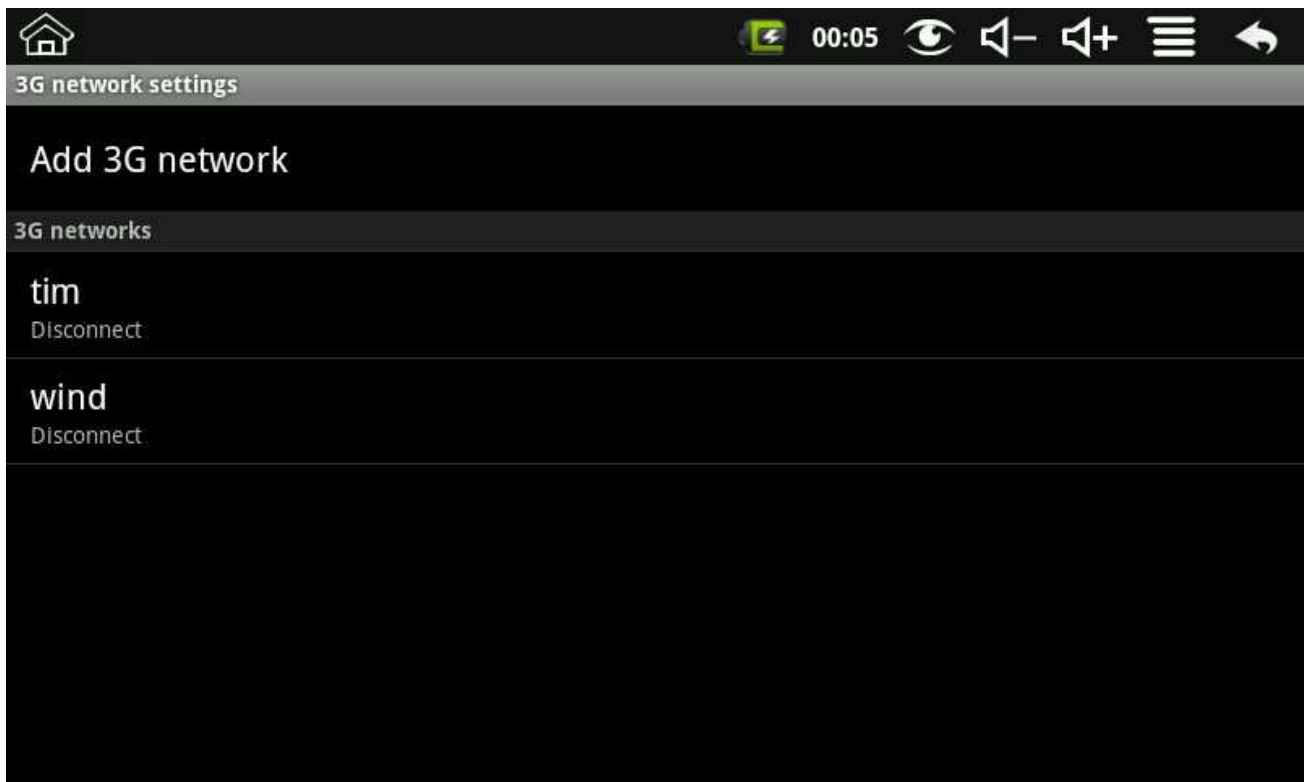 00:05
3G network settings
Add 3G network
3G networks
tim
Disconnect
wind
Disconnect